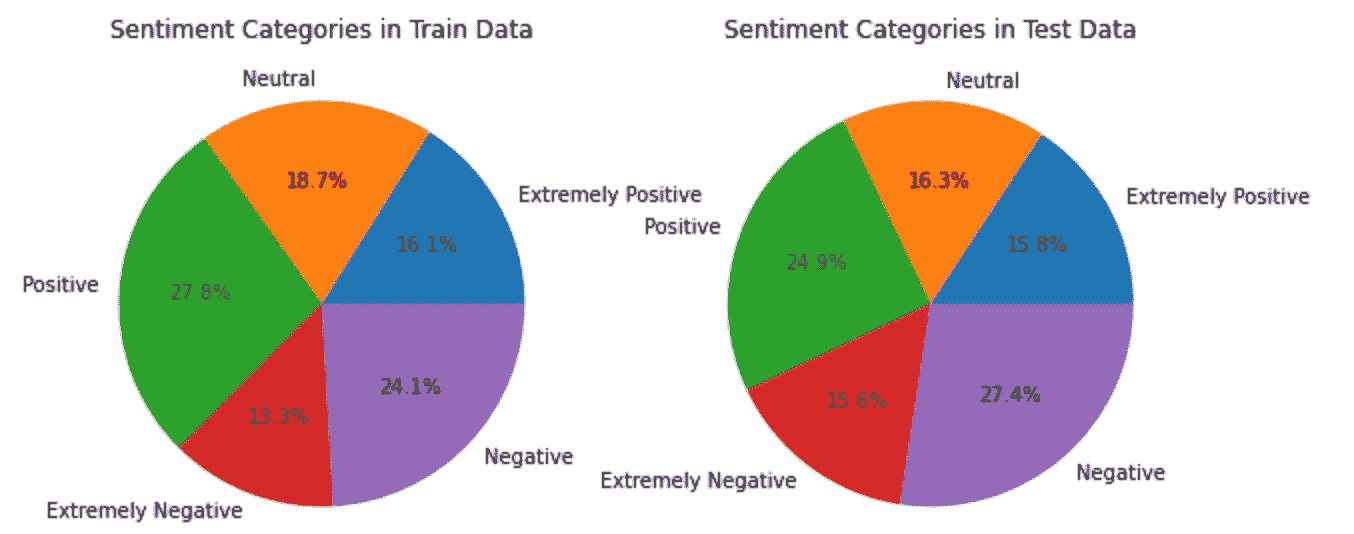 Sentiment Categories in Train Data
Neutral
18.7%
Extremely Positive
16.1%
Positive
27.8%
24.1%
13.3%
Negative
Extremely Negative
Sentiment Categories in Test Data
Neutral
16.3%
Extremely Positive
Positive
15.8%
24.9%
27.4%
15.6%
Negative
Extremely Negative